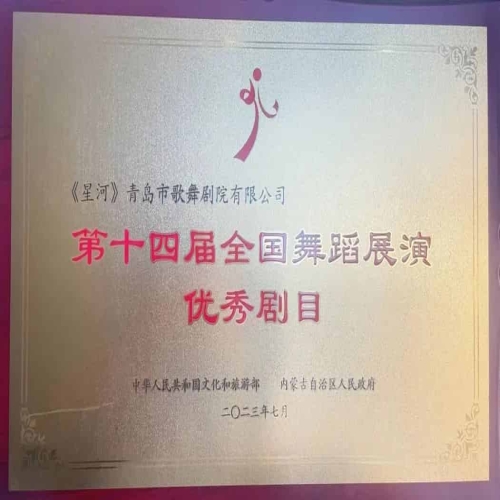 《星河》青岛市歌舞剧院有限公司
第十四届全国舞蹈展演
优秀剧目
中华人民共和国文化和旅游部 内蒙古自治区人民政府
二〇二三年七月